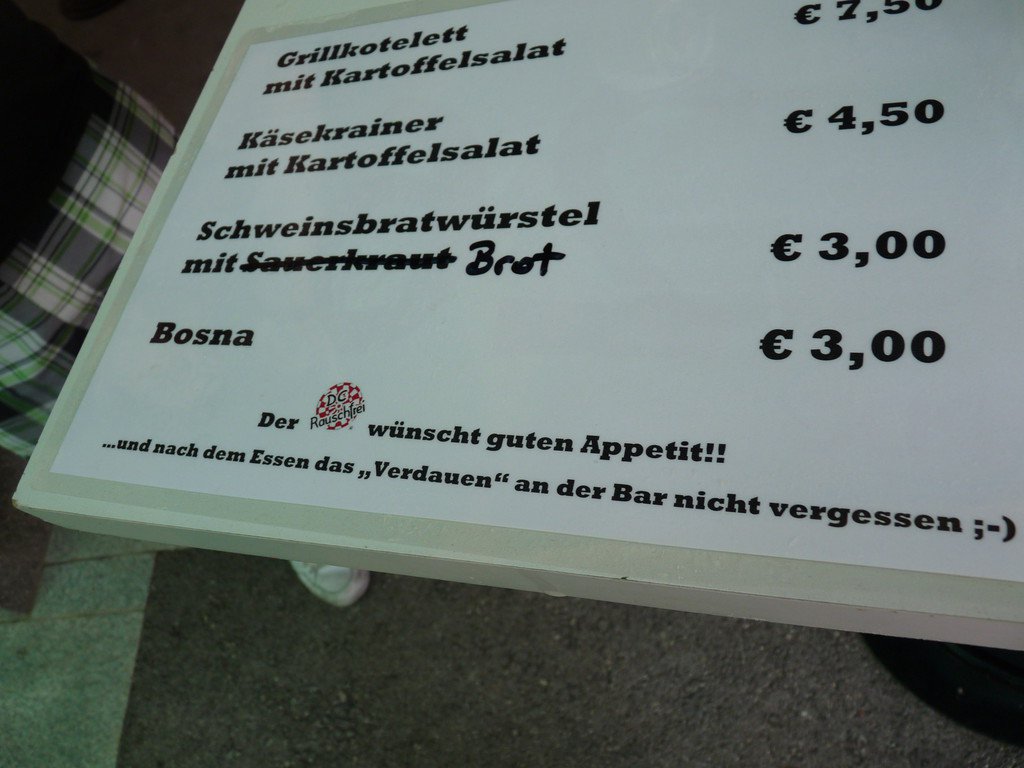 Grillkotelett
mit Kartoffelsalat € 7,50
Käsekrainer
mit Kartoffelsalat € 4,50
Schweinsbratwürstel
mit Sauerkraut Brot € 3,00
Bosna € 3,00
Der DC Rauschfrei wünscht guten Appetit!!
...und nach dem Essen das „Verdauen“ an der Bar nicht vergessen ;-)